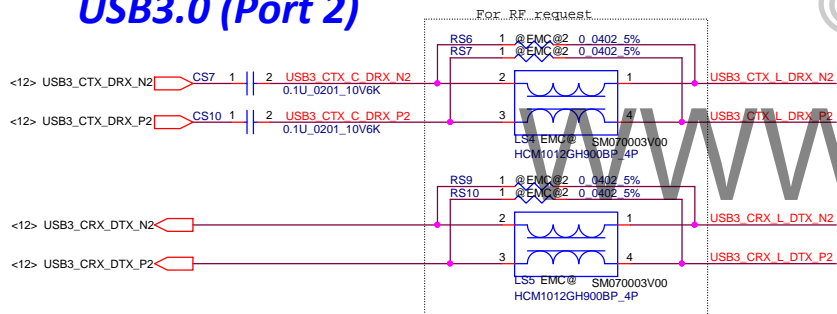 USB3.0 (Port 2)
For RF request
RS6 1 @EMC@2 0_0402_5%
RS7 1 @EMC@2 0_0402_5%
<12> USB3_CTX_DRX_N2 CS7 1 2 USB3_CTX_C_DRX_N2 2 1 USB3_CTX_L_DRX_N2
0.1U_0201_10V6K
<12> USB3_CTX_DRX_P2 CS10 1 2 USB3_CTX_C_DRX_P2 3 4 USB3_CTX_L_DRX_P2
0.1U_0201_10V6K
LS4 EMC@ SM070003V00
HCM1012GH900BP_4P
RS9 1 @EMC@2 0_0402_5%
RS10 1 @EMC@2 0_0402_5%
<12> USB3_CRX_DTX_N2 2 1 USB3_CRX_L_DTX_N2
<12> USB3_CRX_DTX_P2 3 4 USB3_CRX_L_DTX_P2
LS5 EMC@ SM070003V00
HCM1012GH900BP_4P
www